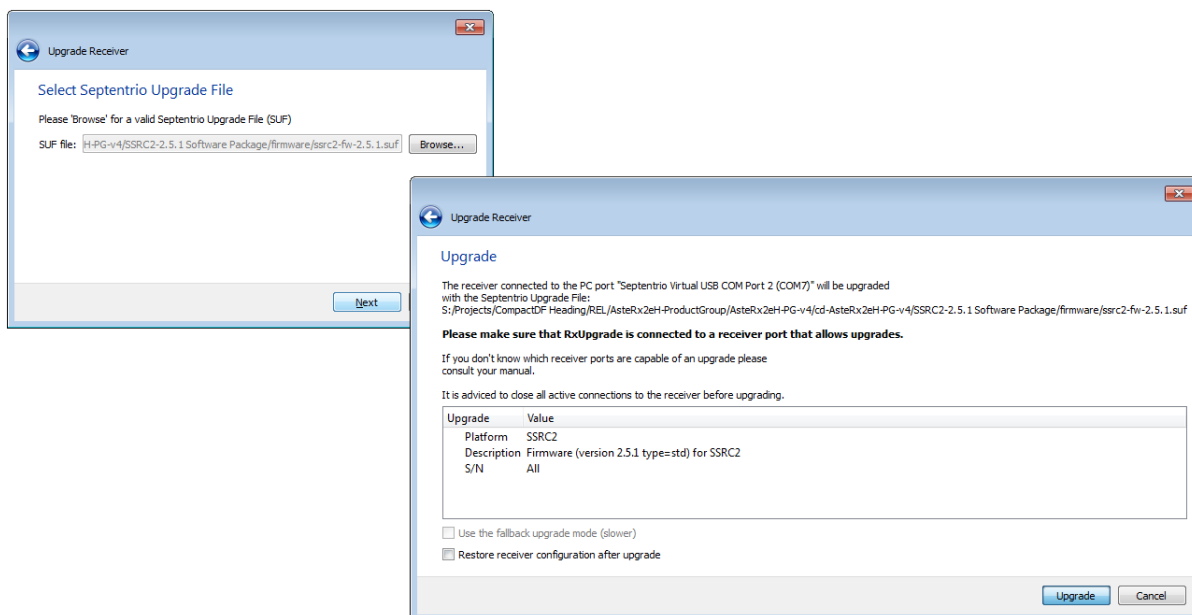 Upgrade Receiver
Select Septentrio Upgrade File
Please 'Browse' for a valid Septentrio Upgrade File (SUF)
SUF file: H-PG-v4/SSRC2-2.5.1 Software Package/firmware/ssrc2-fw-2.5.1.suf Browse...
Next
Upgrade Receiver
Upgrade
The receiver connected to the PC port "Septentrio Virtual USB COM Port 2 (COM7)" will be upgraded
with the Septentrio Upgrade File:
S:/Projects/CompactDF Heading/REL/AsteRx2eH-ProductGroup/AsteRx2eH-PG-v4/cd-AsteRx2eH-PG-v4/SSRC2-2.5.1 Software Package/firmware/ssrc2-fw-2.5.1.suf
Please make sure that RxUpgrade is connected to a receiver port that allows upgrades.
If you don't know which receiver ports are capable of an upgrade please
consult your manual.
It is adviced to close all active connections to the receiver before upgrading.
Upgrade Value
Platform SSRC2
Description Firmware (version 2.5.1 type=std) for SSRC2
S/N All
Use the fallback upgrade mode (slower)
Restore receiver configuration after upgrade
Upgrade Cancel